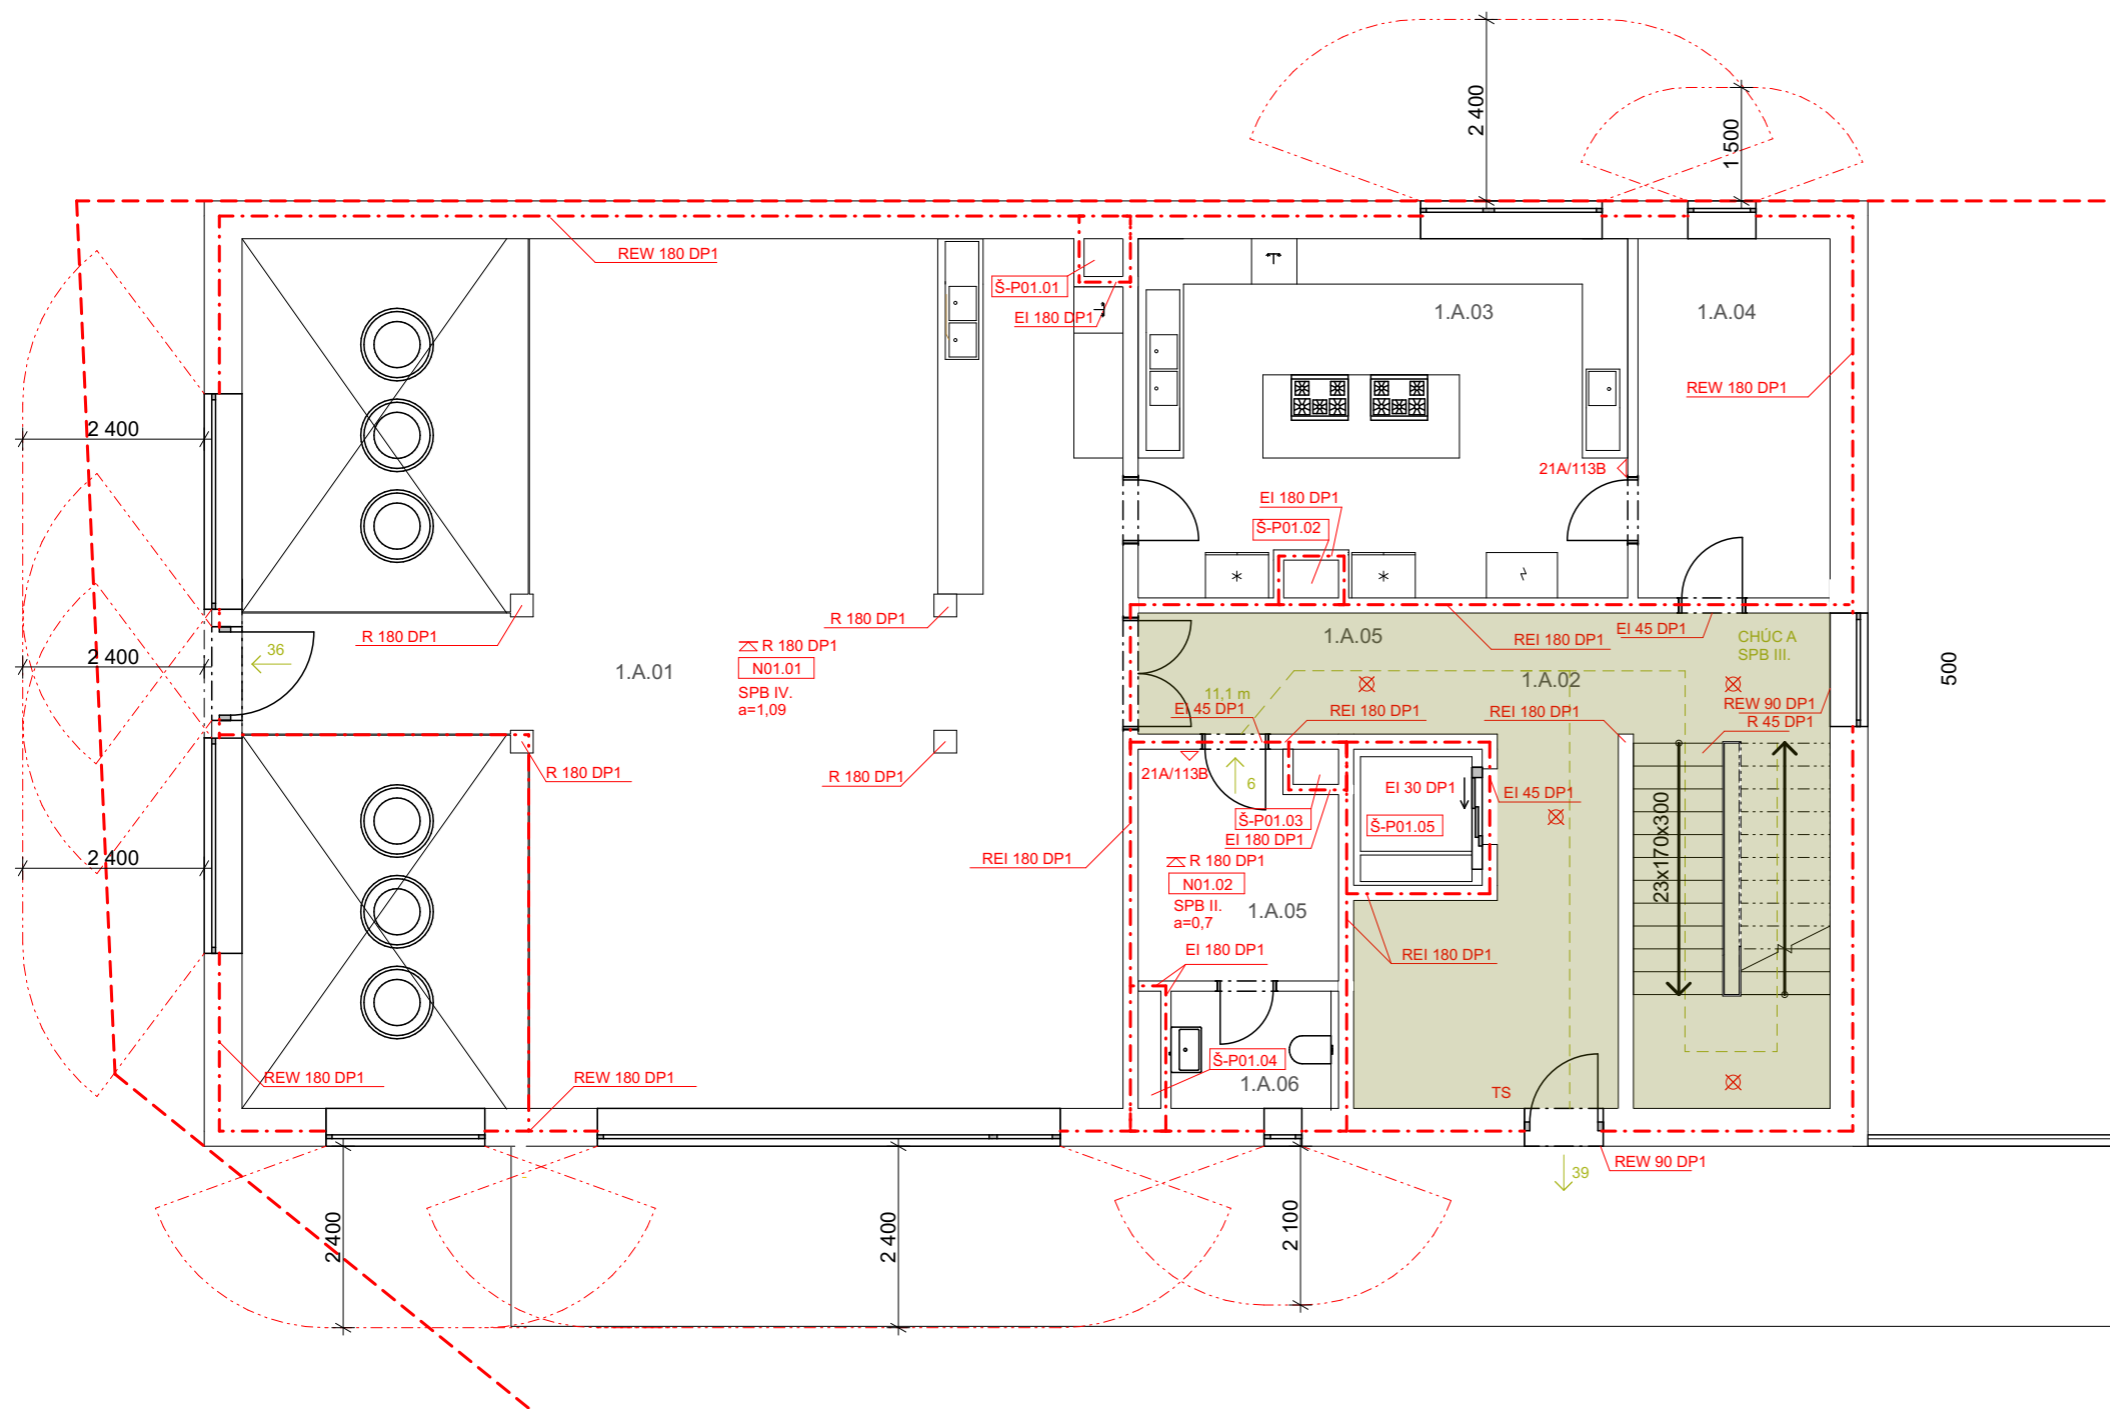 2 400
1 500
REW 180 DP1
Š-P01.01
EI 180 DP1
1.A.03
1.A.04
REW 180 DP1
2 400
21A/113B
EI 180 DP1
Š-P01.02
R 180 DP1
R 180 DP1
1.A.05
REI 180 DP1
EI 45 DP1
CHÚC A
SPB III.
36
2 400
1.A.01
R 180 DP1
N01.01
SPB IV.
a=1,09
11,1 m
1.A.02
500
EI 45 DP1
REI 180 DP1
REI 180 DP1
REW 90 DP1
R 45 DP1
R 180 DP1
R 180 DP1
21A/113B
6
EI 30 DP1
EI 45 DP1
Š-P01.03
Š-P01.05
EI 180 DP1
2 400
REI 180 DP1
R 180 DP1
N01.02
SPB II.
a=0,7
1.A.05
23x170x300
EI 180 DP1
REI 180 DP1
REW 180 DP1
REW 180 DP1
Š-P01.04
1.A.06
TS
REW 90 DP1
39
2 400
2 400
2 100